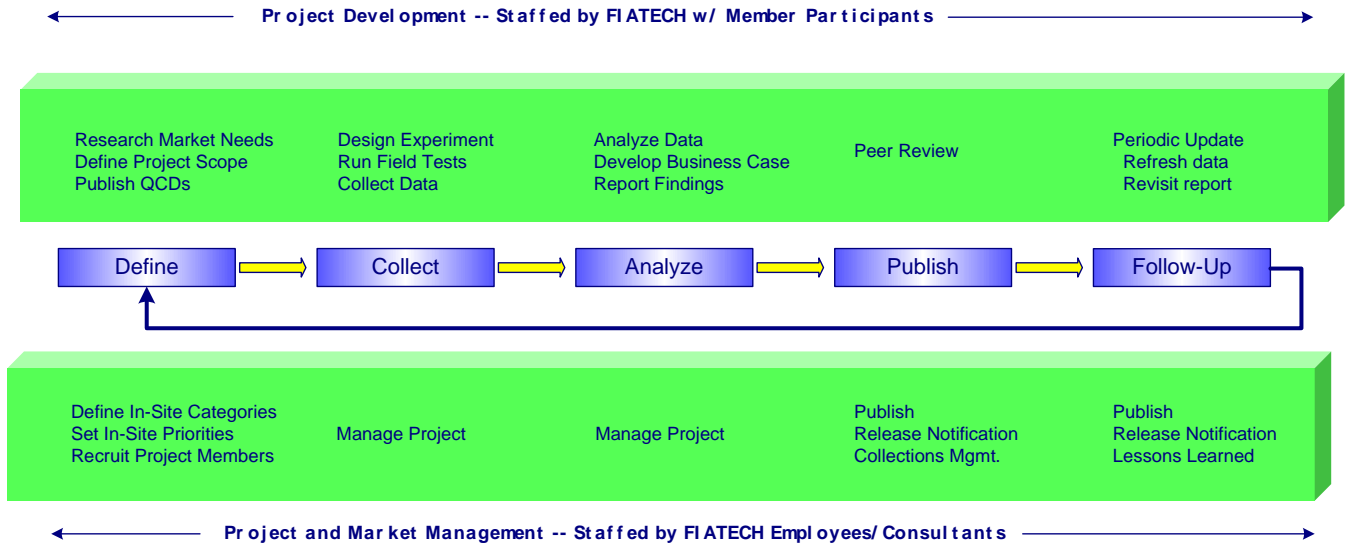 Project Development -- Staffed by FIATECH w/ Member Participants
Research Market Needs
Define Project Scope
Publish QCDs
Design Experiment
Run Field Tests
Collect Data
Analyze Data
Develop Business Case
Report Findings
Peer Review
Periodic Update
Refresh data
Revisit report
Define
Collect
Analyze
Publish
Follow-Up
Define In-Site Categories
Set In-Site Priorities
Recruit Project Members
Manage Project
Manage Project
Publish
Release Notification
Collections Mgmt.
Publish
Release Notification
Lessons Learned
Project and Market Management -- Staffed by FIATECH Employees/Consultants